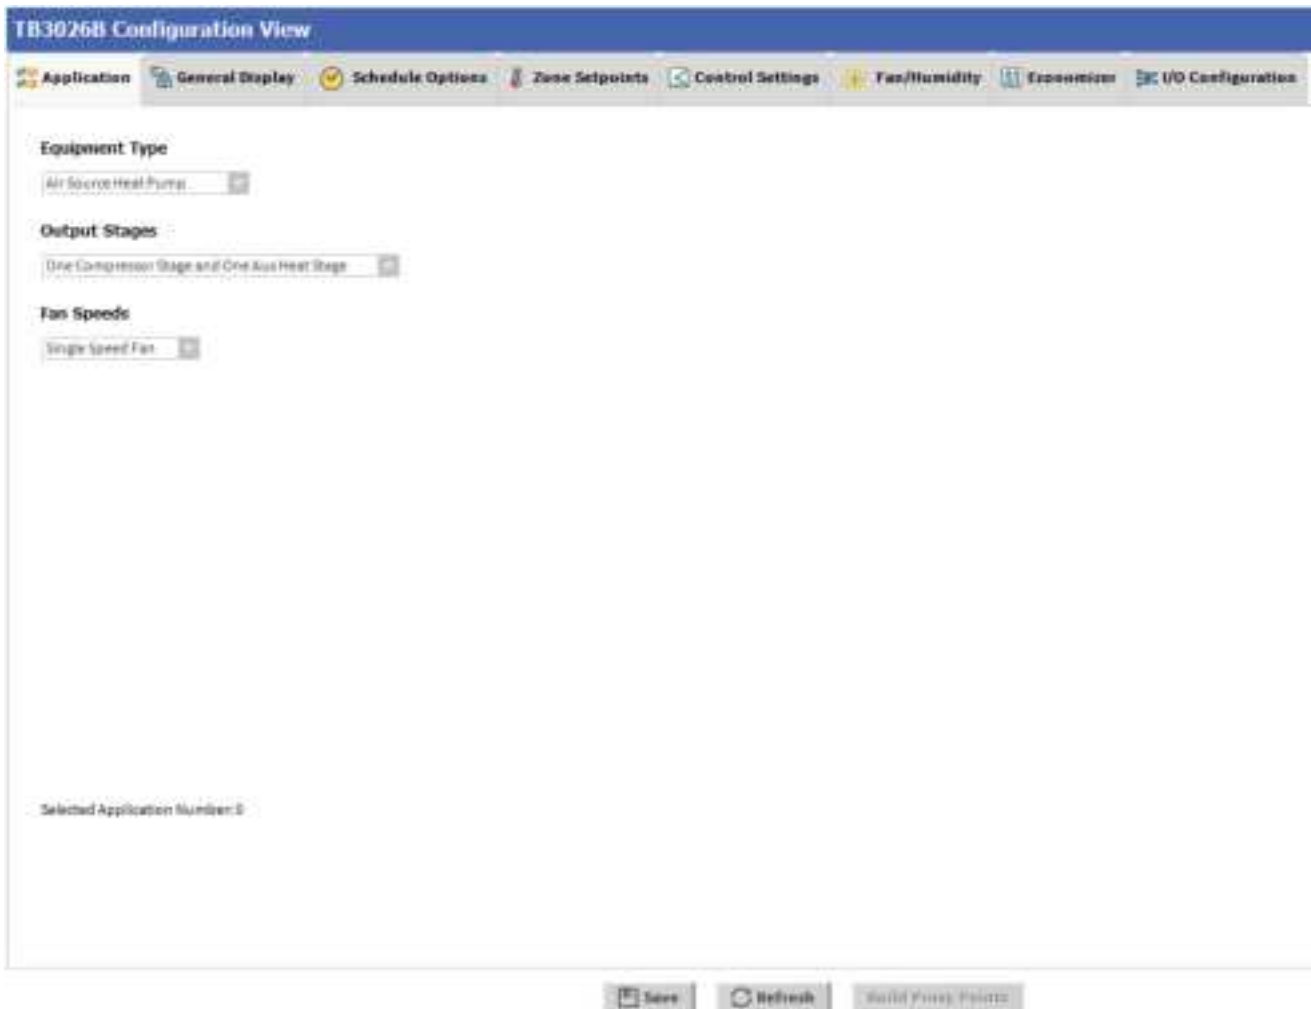 TB3026B Configuration View
Application General Display Schedule Options Zone Setpoints Control Settings Fan/Humidity Economizer I/O Configuration
Equipment Type
Air Source Heat Pump
Output Stages
One Compressor Stage and One Aux Heat Stage
Fan Speeds
Single Speed Fan
Selected Application Number:
Save Refresh Build Proxy Points